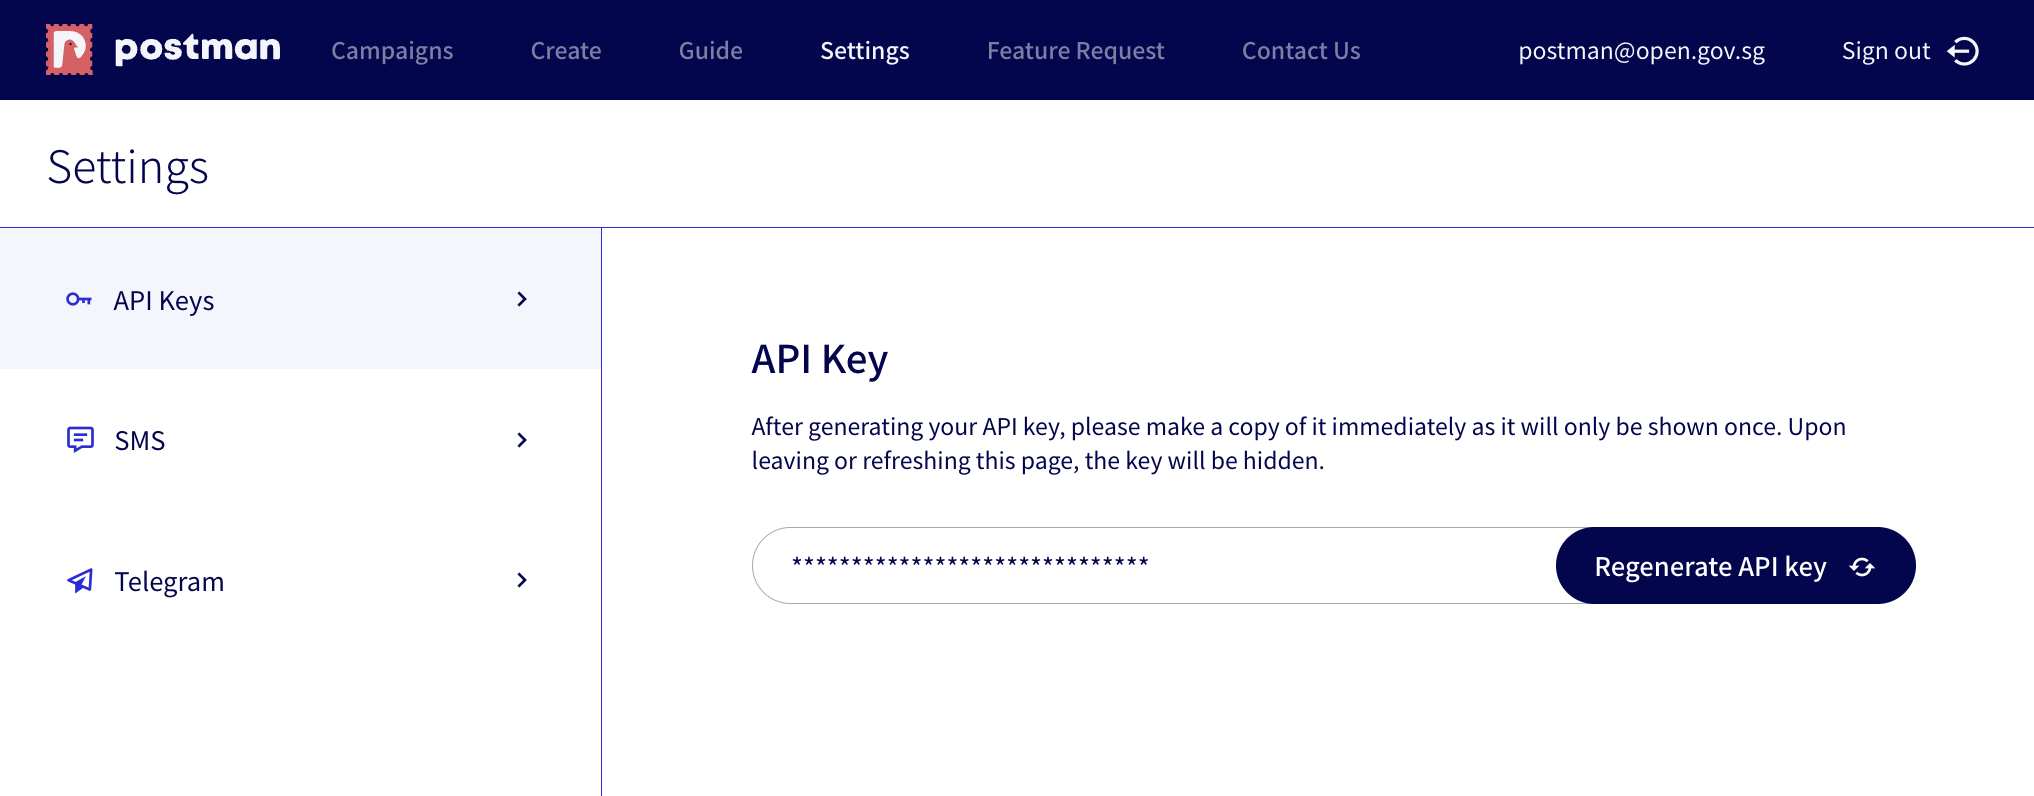 postman
Campaigns
Create
Guide
Settings
Feature Request
Contact Us
postman@open.gov.sg
Sign out
Settings
API Keys
SMS
Telegram
API Key
After generating your API key, please make a copy of it immediately as it will only be shown once. Upon
leaving or refreshing this page, the key will be hidden.
******************************
Regenerate API key